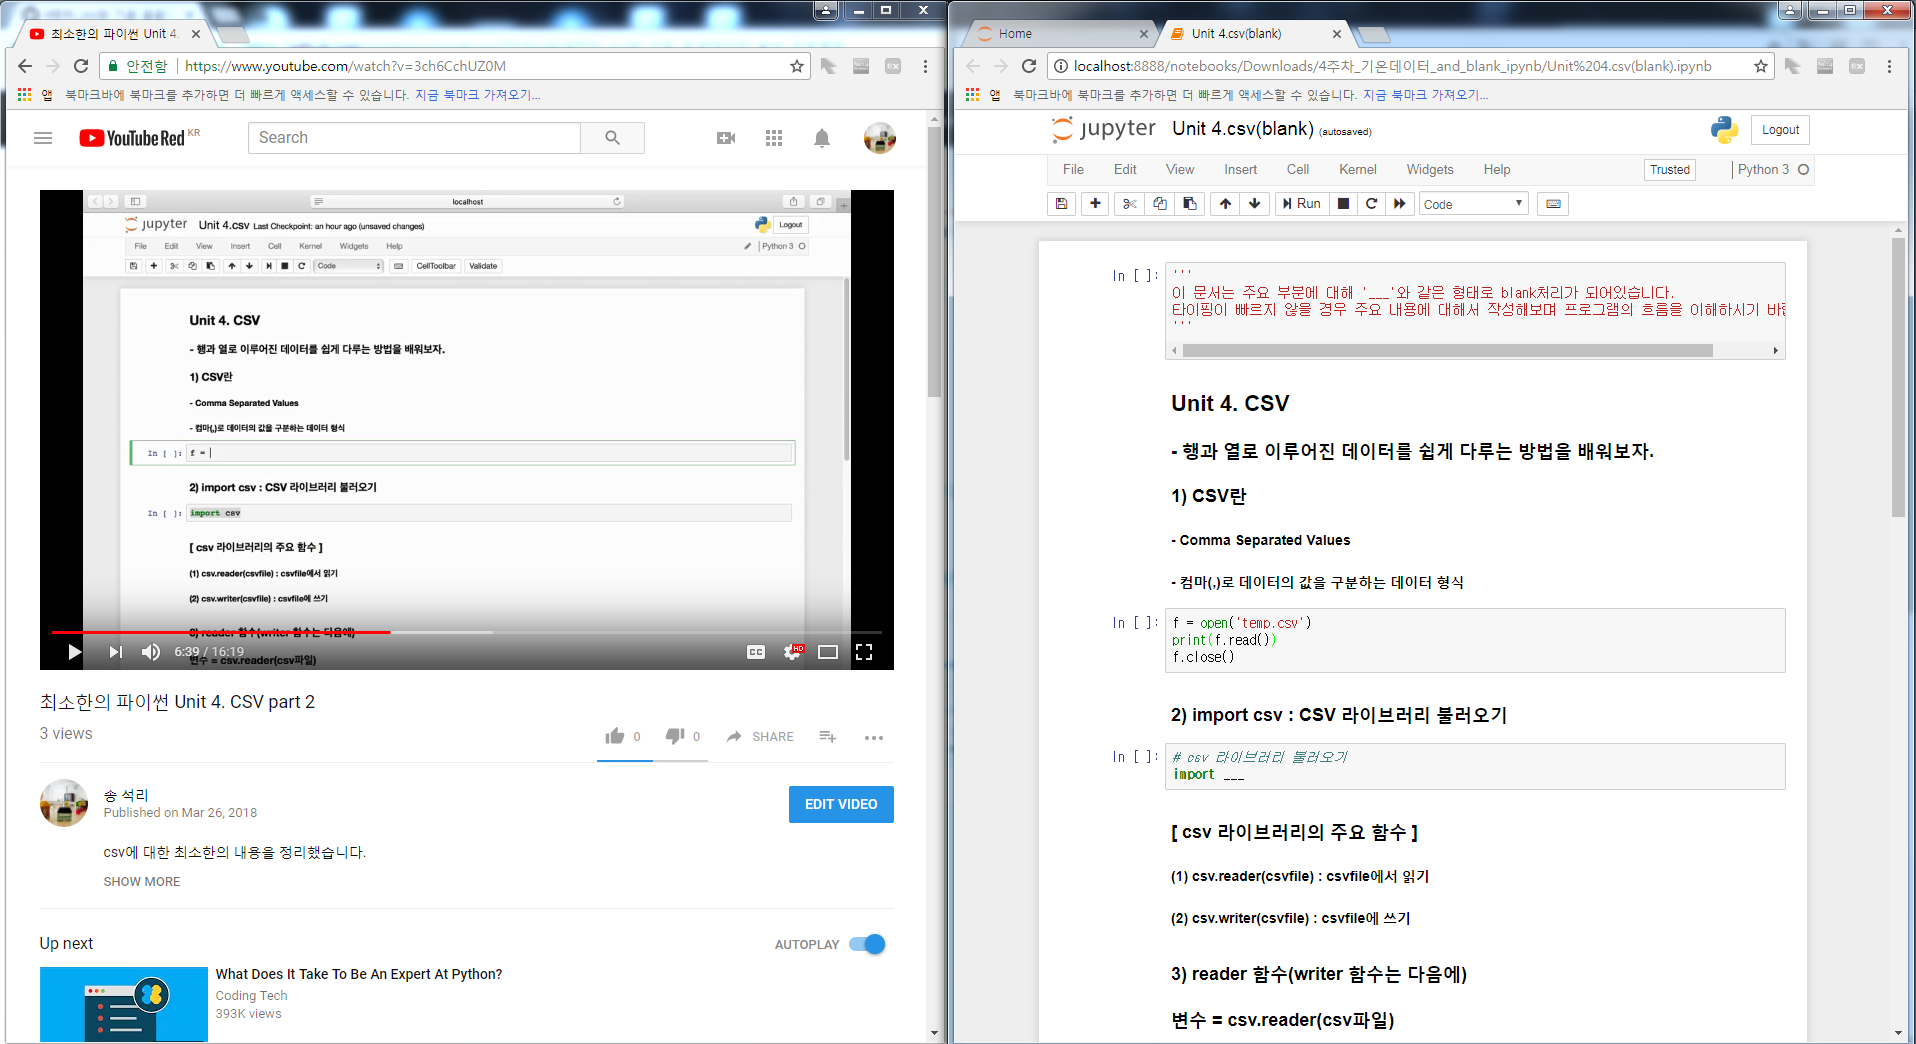 최소한의 파이썬 Unit 4.
안전함 https://www.youtube.com/watch?v=3ch6CchUZ0M
앱 북마크바에 북마크를 추가하면 더 빠르게 액세스할 수 있습니다. 지금 북마크 가져오기...
YouTube Red KR
Search
localhost
jupyter Unit 4.CSV Last Checkpoint: an hour ago (unsaved changes)
Logout
File Edit View Insert Cell Kernel Widgets Help
Python 3
Code CellToolbar Validate
Unit 4. CSV
- 행과 열로 이루어진 데이터를 쉽게 다루는 방법을 배워보자.
1) CSV란
- Comma Separated Values
- 컴마(,)로 데이터의 값을 구분하는 데이터 형식
In [ ]: f =
2) import csv : CSV 라이브러리 불러오기
In [ ]: import csv
[ csv 라이브러리의 주요 함수 ]
(1) csv.reader(csvfile) : csvfile에서 읽기
(2) csv.writer(csvfile) : csvfile에 쓰기
3) reader 함수(writer 함수는 다음에)
변수 = csv.reader(csv파일)
6:39 / 16:19
CC HD
최소한의 파이썬 Unit 4. CSV part 2
3 views
0 0 SHARE
송 석리
Published on Mar 26, 2018
EDIT VIDEO
csv에 대한 최소한의 내용을 정리했습니다.
SHOW MORE
Up next
AUTOPLAY
What Does It Take To Be An Expert At Python?
Coding Tech
393K views
Home
Unit 4.csv(blank)
localhost:8888/notebooks/Downloads/4주차_기온데이터_and_blank_ipynb/Unit%204.csv(blank).ipynb
앱 북마크바에 북마크를 추가하면 더 빠르게 액세스할 수 있습니다. 지금 북마크 가져오기...
jupyter Unit 4.csv(blank) (autosaved)
Logout
File Edit View Insert Cell Kernel Widgets Help
Trusted
Python 3
Run
Code
In [ ]: '''
이 문서는 주요 부분에 대해 '___'와 같은 형태로 blank처리가 되어있습니다.
타이핑이 빠르지 않을 경우 주요 내용에 대해서 작성해보며 프로그램의 흐름을 이해하시기 바
'''
Unit 4. CSV
- 행과 열로 이루어진 데이터를 쉽게 다루는 방법을 배워보자.
1) CSV란
- Comma Separated Values
- 컴마(,)로 데이터의 값을 구분하는 데이터 형식
In [ ]: f = open('temp.csv')
print(f.read())
f.close()
2) import csv : CSV 라이브러리 불러오기
In [ ]: # csv 라이브러리 불러오기
import ___
[ csv 라이브러리의 주요 함수 ]
(1) csv.reader(csvfile) : csvfile에서 읽기
(2) csv.writer(csvfile) : csvfile에 쓰기
3) reader 함수(writer 함수는 다음에)
변수 = csv.reader(csv파일)